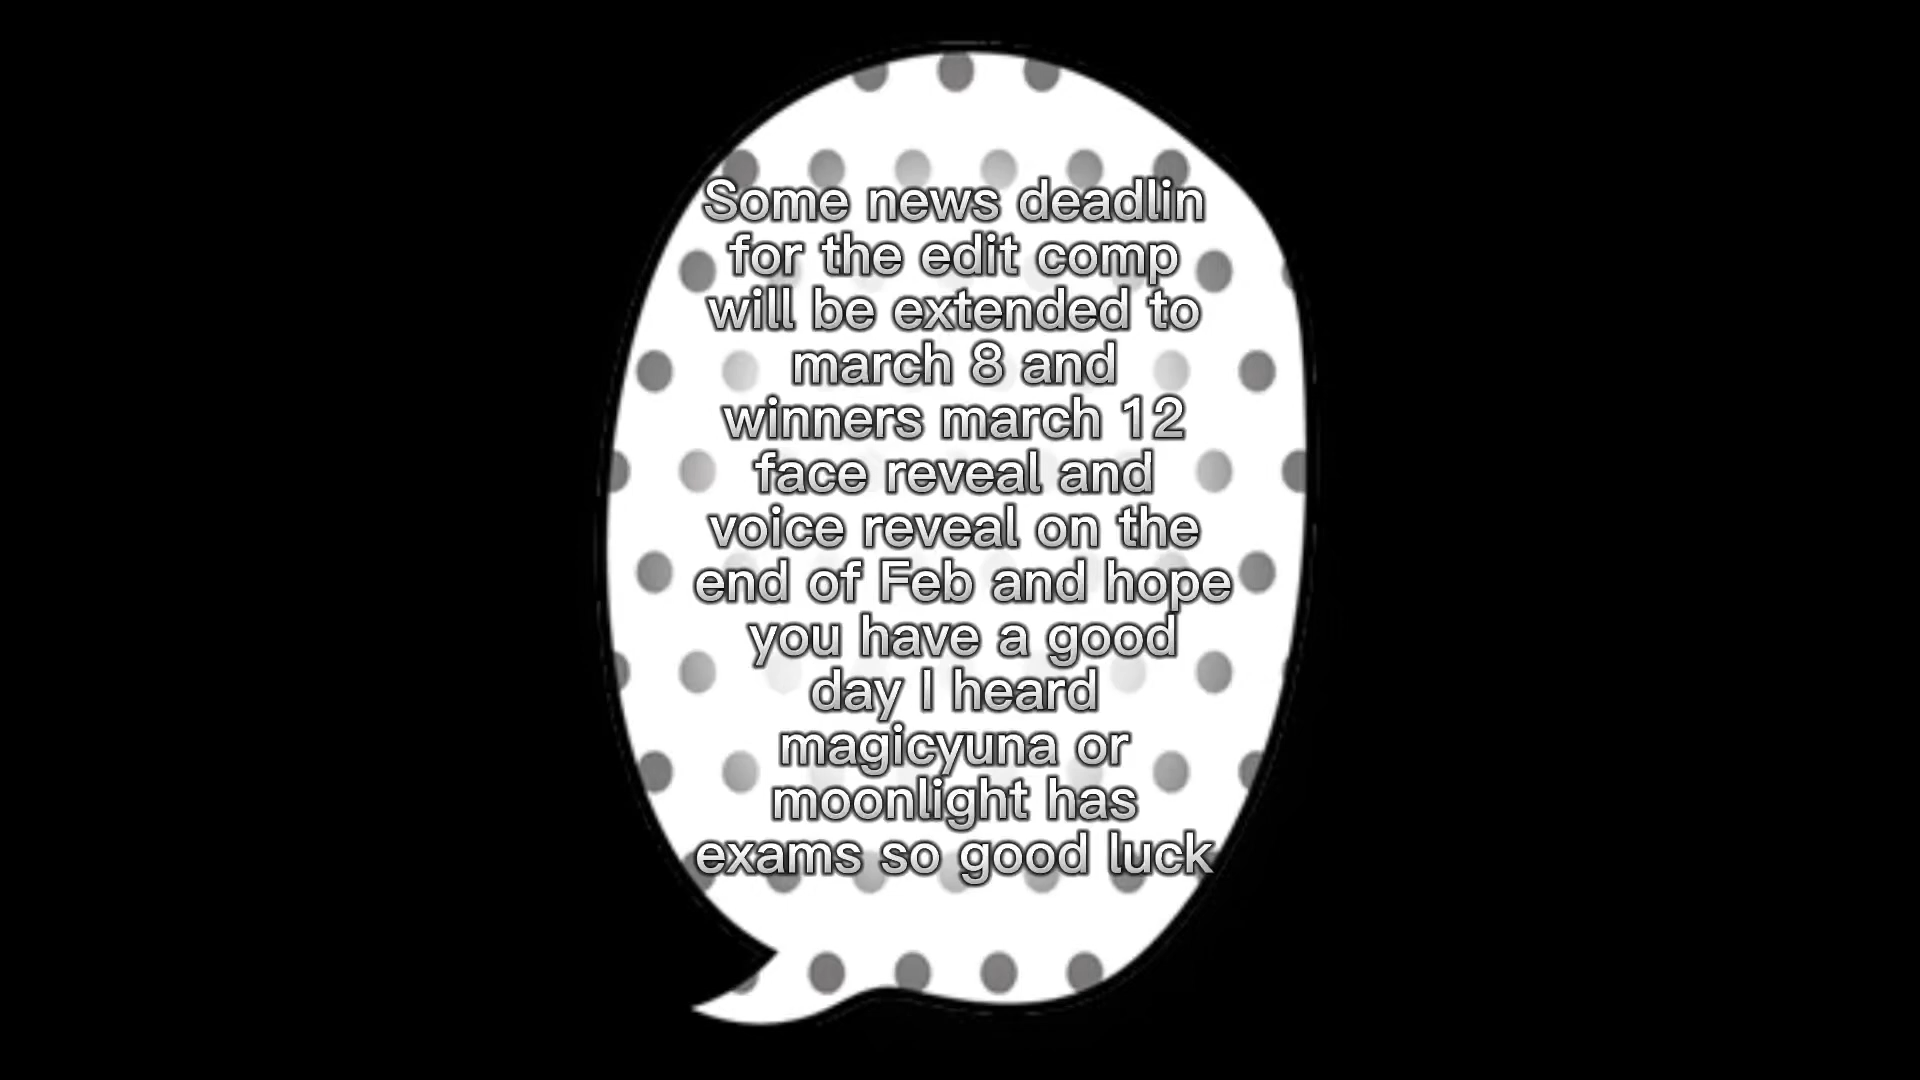 Some news deadlin
for the edit comp
will be extended to
march 8 and
winners march 12
face reveal and
voice reveal on the
end of Feb and hope
you have a good
day I heard
magicyuna or
moonlight has
exams so good luck